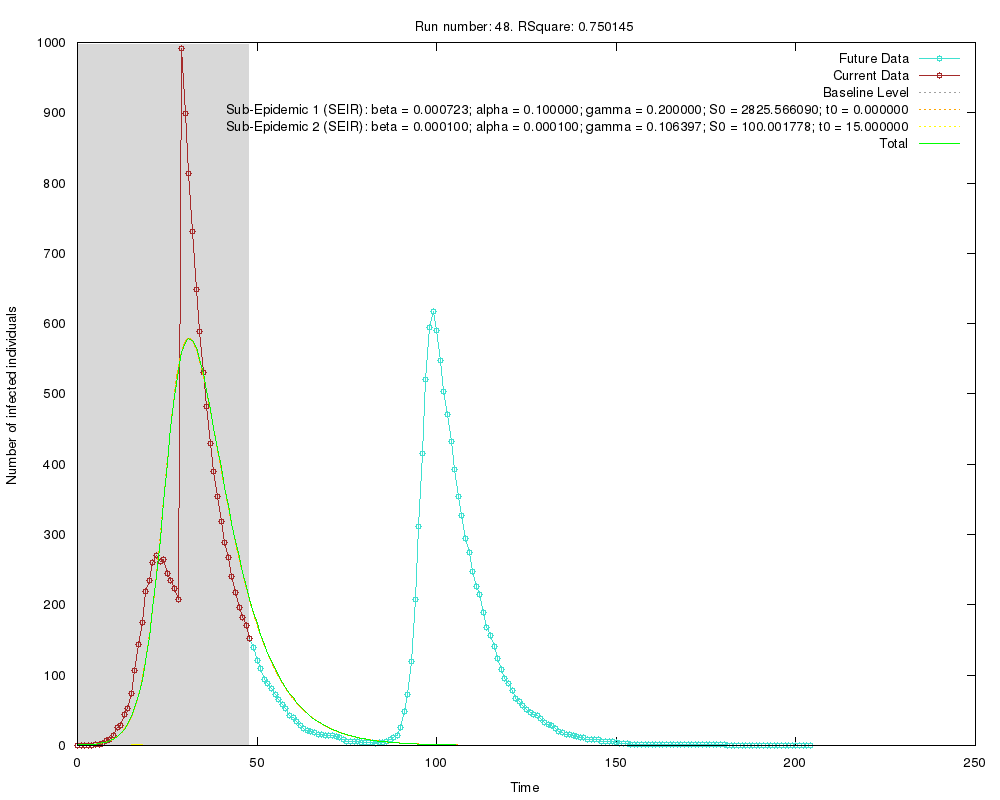 Run number: 48. RSquare: 0.750145
1000
900
800
700
600
500
400
300
200
100
0
Number of infected individuals
Future Data
Current Data
Baseline Level
Sub-Epidemic 1 (SEIR): beta = 0.000723; alpha = 0.100000; gamma = 0.200000; S0 = 2825.566090; t0 = 0.000000
Sub-Epidemic 2 (SEIR): beta = 0.000100; alpha = 0.000100; gamma = 0.106397; S0 = 100.001778; t0 = 15.000000
Total
0 50 100 150 200 250
Time